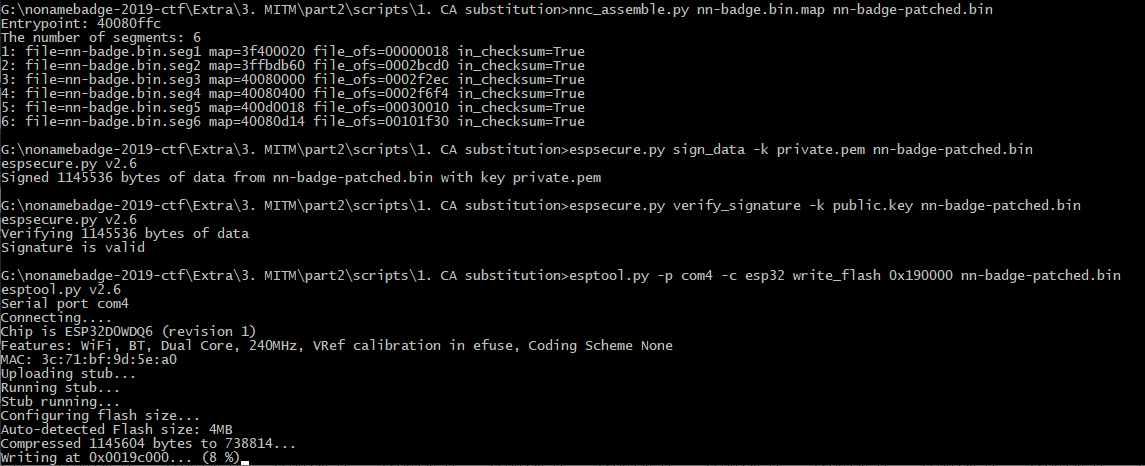 G:\nonamebadge-2019-ctf\Extra\3. MITM\part2\scripts\1. CA substitution>nnc_assemble.py nn-badge.bin.map nn-badge-patched.bin
Entrypoint: 40080ffc
The number of segments: 6
1: file=nn-badge.bin.seg1 map=3f400020 file_ofs=00000018 in_checksum=True
2: file=nn-badge.bin.seg2 map=3ffbdb60 file_ofs=0002bcd0 in_checksum=True
3: file=nn-badge.bin.seg3 map=40080000 file_ofs=0002f2ec in_checksum=True
4: file=nn-badge.bin.seg4 map=40080400 file_ofs=0002f6f4 in_checksum=True
5: file=nn-badge.bin.seg5 map=400d0018 file_ofs=00030010 in_checksum=True
6: file=nn-badge.bin.seg6 map=40080d14 file_ofs=00101f30 in_checksum=True
G:\nonamebadge-2019-ctf\Extra\3. MITM\part2\scripts\1. CA substitution>espsecure.py sign_data -k private.pem nn-badge-patched.bin
espsecure.py v2.6
Signed 1145536 bytes of data from nn-badge-patched.bin with key private.pem
G:\nonamebadge-2019-ctf\Extra\3. MITM\part2\scripts\1. CA substitution>espsecure.py verify_signature -k public.key nn-badge-patched.bin
espsecure.py v2.6
Verifying 1145536 bytes of data
Signature is valid
G:\nonamebadge-2019-ctf\Extra\3. MITM\part2\scripts\1. CA substitution>esptool.py -p com4 -c esp32 write_flash 0x190000 nn-badge-patched.bin
esptool.py v2.6
Serial port com4
Connecting....
Chip is ESP32D0WDQ6 (revision 1)
Features: WiFi, BT, Dual Core, 240MHz, VRef calibration in efuse, Coding Scheme None
MAC: 3c:71:bf:9d:5e:a0
Uploading stub...
Running stub...
Stub running...
Configuring flash size...
Auto-detected Flash size: 4MB
Compressed 1145604 bytes to 738814...
Writing at 0x0019c000... (8 %)